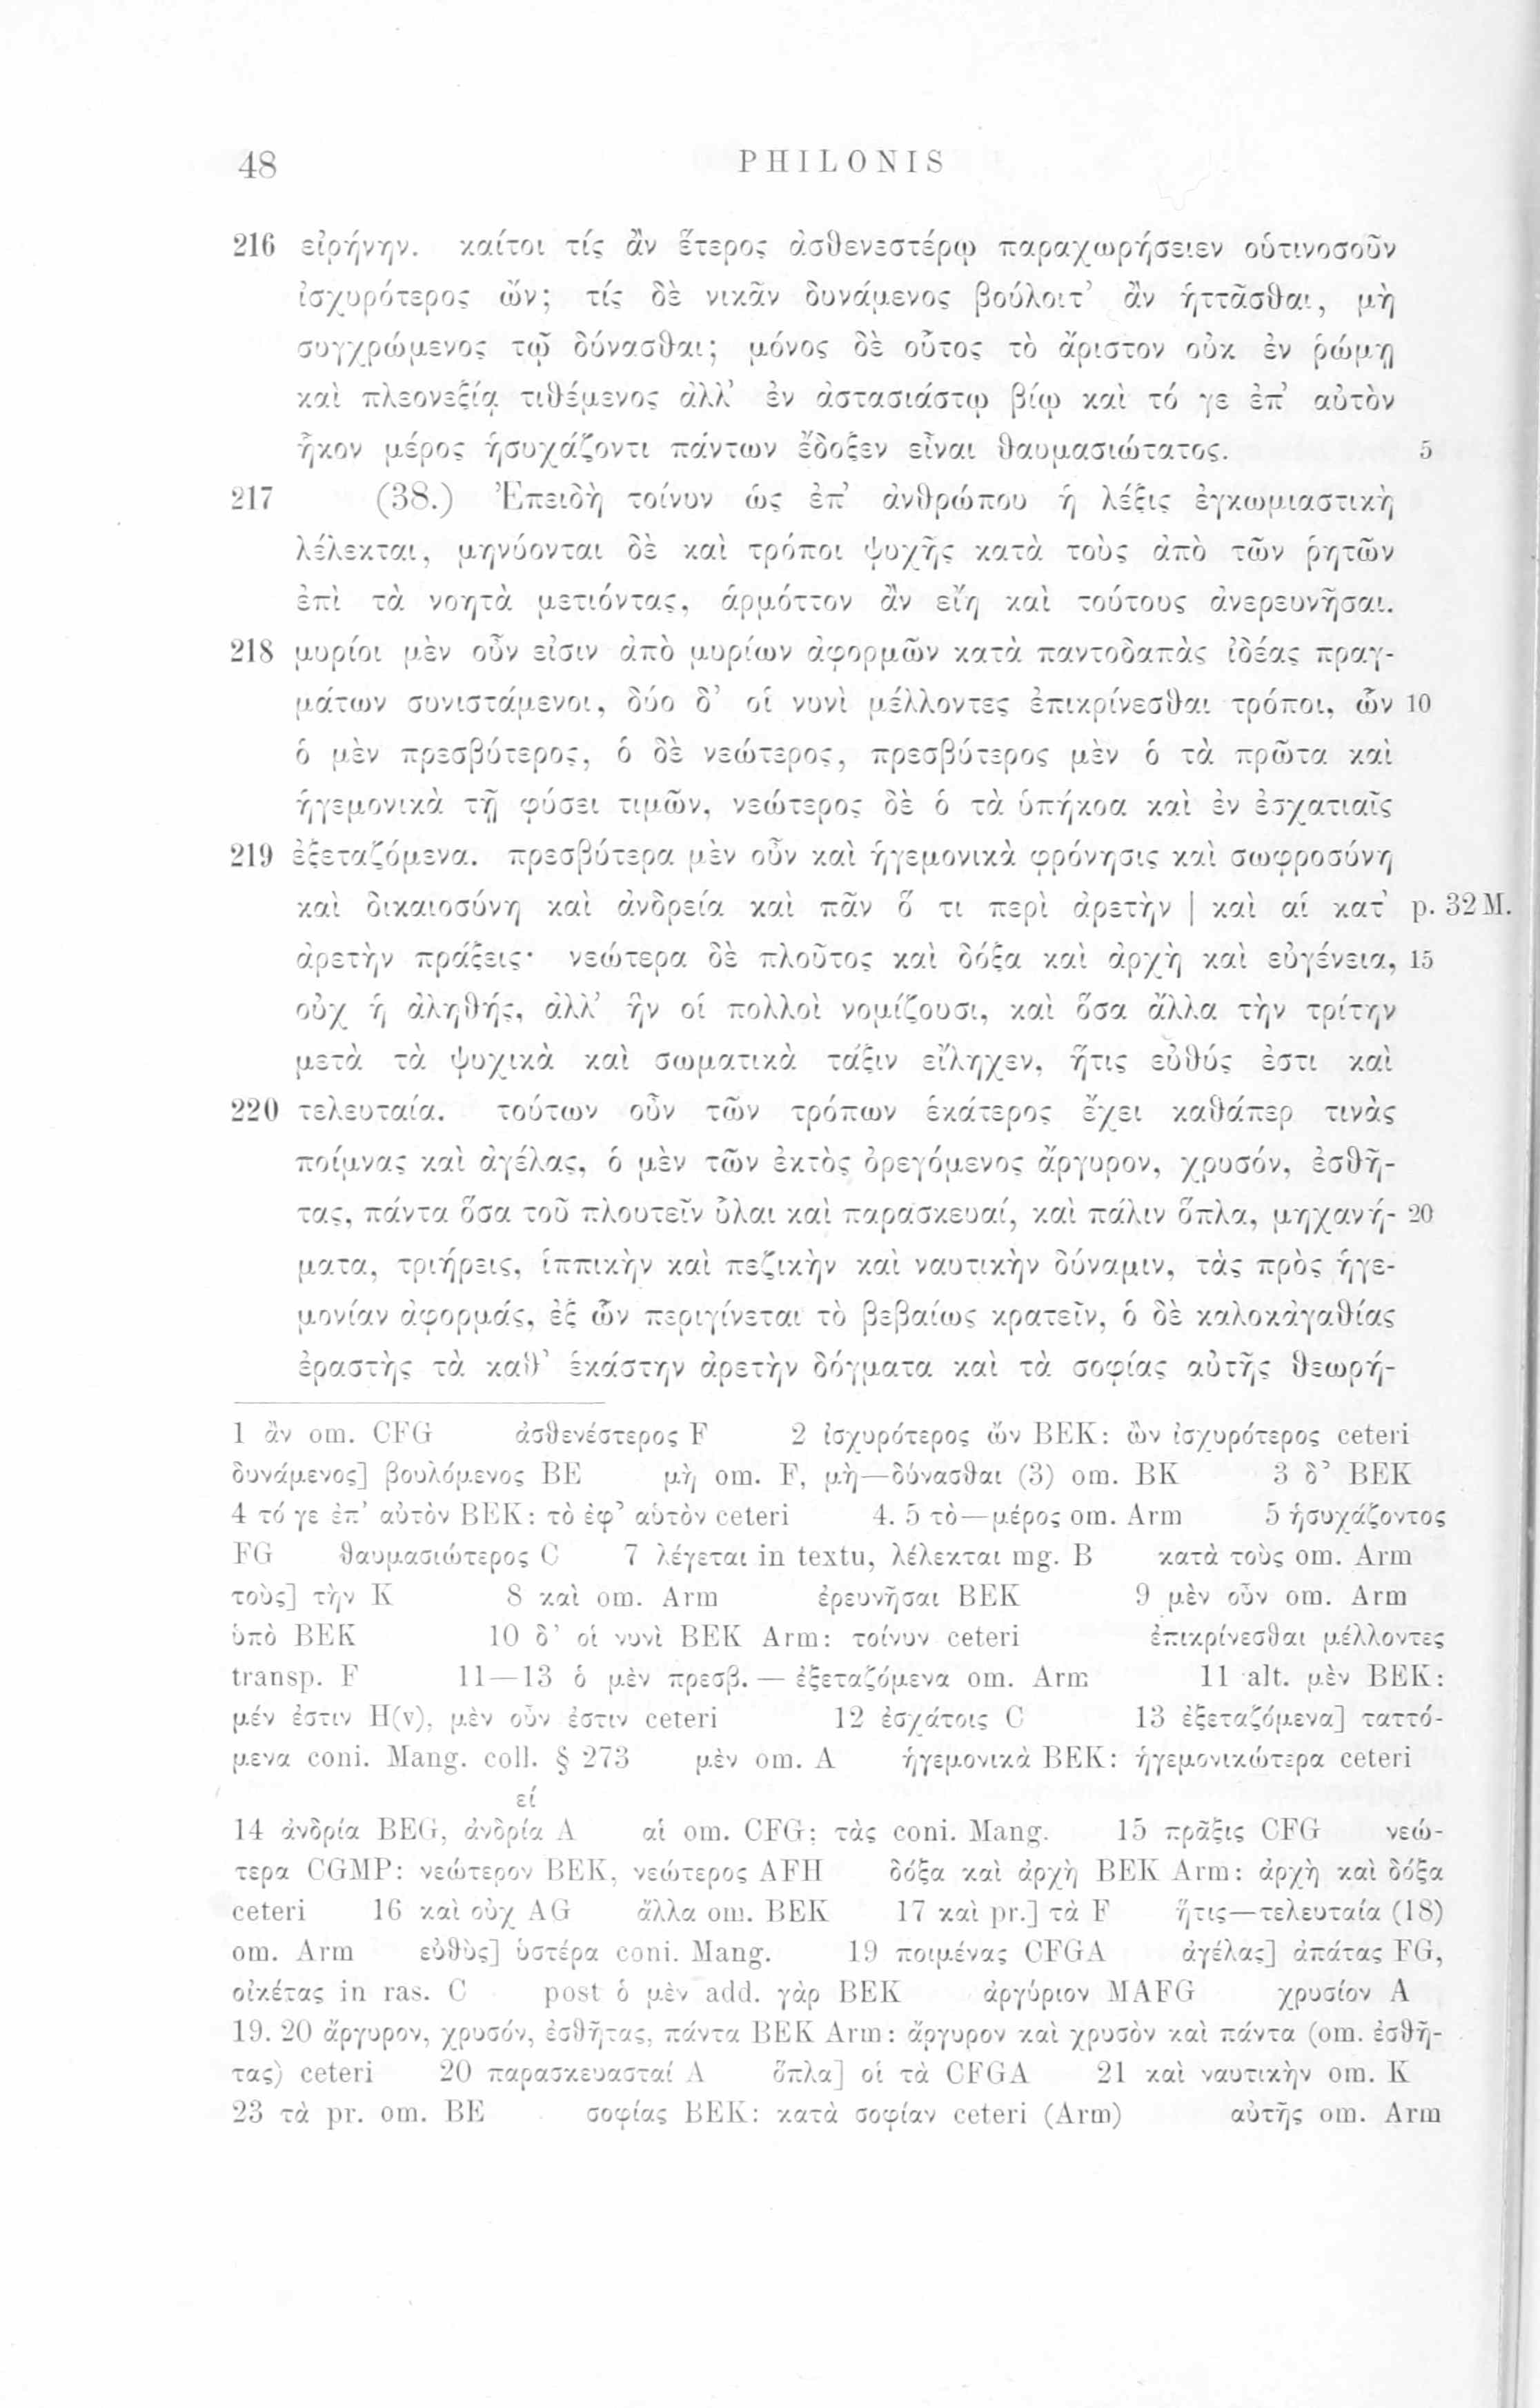 48 PHILONIS
216 εἰρήνην. καίτοι τίς ἂν ἕτερος ἀσθενεστέρῳ παραχωρήσειεν οὑτινοσοῦν
ἰσχυρότερος ὤν; τίς δὲ νικᾶν δυνάμενος βούλοιτ’ ἂν ἡττᾶσθαι, μὴ
συγχρώμενος τῷ δύνασθαι; μόνος δὲ οὗτος τὸ ἄριστον οὐκ ἐν ῥώμῃ
καὶ πλεονεξίᾳ τιθέμενος ἀλλ’ ἐν ἀστασιάστῳ βίῳ καὶ τό γε ἐπ’ αὐτὸν
ἧκον μέρος ἡσυχάζοντι πάντων ἔδοξεν εἶναι θαυμασιώτατος. 5
217 (38.) Ἐπειδὴ τοίνυν ὡς ἐπ’ ἀνθρώπου ἡ λέξις ἐγκωμιαστικὴ
λέλεκται, μηνύονται δὲ καὶ τρόποι ψυχῆς κατὰ τοὺς ἀπὸ τῶν ῥητῶν
ἐπὶ τὰ νοητὰ μετιόντας, ἁρμόττον ἂν εἴη καὶ τούτους ἀνερευνῆσαι.
218 μυρίοι μὲν οὖν εἰσιν ἀπὸ μυρίων ἀφορμῶν κατὰ παντοδαπὰς ἰδέας πραγ-
μάτων συνιστάμενοι, δύο δ’ οἱ νυνὶ μέλλοντες ἐπικρίνεσθαι τρόποι, ὧν 10
ὁ μὲν πρεσβύτερος, ὁ δὲ νεώτερος, πρεσβύτερος μὲν ὁ τὰ πρῶτα καὶ
ἡγεμονικὰ τῇ φύσει τιμῶν, νεώτερος δὲ ὁ τὰ ὑπήκοα καὶ ἐν ἐσχατιαῖς
219 ἐξεταζόμενα. πρεσβύτερα μὲν οὖν καὶ ἡγεμονικὰ φρόνησις καὶ σωφροσύνη
καὶ δικαιοσύνη καὶ ἀνδρεία καὶ πᾶν ὅ τι περὶ ἀρετὴν | καὶ αἱ κατ’ p. 32 M.
ἀρετὴν πράξεις· νεώτερα δὲ πλοῦτος καὶ δόξα καὶ ἀρχὴ καὶ εὐγένεια, 15
οὐχ ἡ ἀληθής, ἀλλ’ ἣν οἱ πολλοὶ νομίζουσι, καὶ ὅσα ἄλλα τὴν τρίτην
μετὰ τὰ ψυχικὰ καὶ σωματικὰ τάξιν εἴληχεν, ἥτις εὐθύς ἐστι καὶ
220 τελευταία. τούτων οὖν τῶν τρόπων ἑκάτερος ἔχει καθάπερ τινὰς
ποίμνας καὶ ἀγέλας, ὁ μὲν τῶν ἐκτὸς ὀρεγόμενος ἄργυρον, χρυσόν, ἐσθῆ-
τας, πάντα ὅσα τοῦ πλουτεῖν ὗλαι καὶ παρασκευαί, καὶ πάλιν ὅπλα, μηχανή- 20
ματα, τριήρεις, ἱππικὴν καὶ πεζικὴν καὶ ναυτικὴν δύναμιν, τὰς πρὸς ἡγε-
μονίαν ἀφορμάς, ἐξ ὧν περιγίνεται τὸ βεβαίως κρατεῖν, ὁ δὲ καλοκἀγαθίας
ἐραστὴς τὰ καθ’ ἑκάστην ἀρετὴν δόγματα καὶ τὰ σοφίας αὐτῆς θεωρή-
1 ἂν om. CFG ἀσθενέστερος F 2 ἰσχυρότερος ὤν BEK: ὢν ἰσχυρότερος ceteri
δυνάμενος] βουλόμενος BE μὴ om. F, μὴ—δύνασθαι (3) om. BK 3 δ’ BEK
4 τό γε ἐπ’ αὐτὸν BEK: τὸ ἐφ’ αὑτὸν ceteri 4. 5 τὸ—μέρος om. Arm 5 ἡσυχάζοντος
FG θαυμασιώτερος C 7 λέγεται in textu, λέλεκται mg. B κατὰ τοὺς om. Arm
τοὺς] τὴν K 8 καὶ om. Arm ἐρευνῆσαι BEK 9 μὲν οὖν om. Arm
ὑπὸ BEK 10 δ’ οἱ νυνὶ BEK Arm: τοίνυν ceteri ἐπικρίνεσθαι μέλλοντες
transp. F 11—13 ὁ μὲν πρεσβ. — ἐξεταζόμενα om. Arm 11 alt. μὲν BEK:
μέν ἐστιν H(v), μὲν οὖν ἐστιν ceteri 12 ἐσχάτοις C 13 ἐξεταζόμενα] ταττό-
μενα coni. Mang. coll. § 273 μὲν om. A ἡγεμονικὰ BEK: ἡγεμονικώτερα ceteri
εί
14 ἀνδρία BEG, ἀνδρία A αἱ om. CFG; τὰς coni. Mang. 15 πρᾶξις CFG νεώ-
τερα CGMP: νεώτερον BEK, νεώτερος AFH δόξα καὶ ἀρχὴ BEK Arm: ἀρχὴ καὶ δόξα
ceteri 16 καὶ οὐχ AG ἄλλα om. BEK 17 καὶ pr.] τὰ F ἥτις—τελευταία (18)
om. Arm εὐθὺς] ὑστέρα coni. Mang. 19 ποιμένας CFGA ἀγέλας] ἀπάτας FG,
οἰκέτας in ras. C post ὁ μὲν add. γὰρ BEK ἀργύριον MAFG χρυσίον A
19. 20 ἄργυρον, χρυσόν, ἐσθῆτας, πάντα BEK Arm: ἄργυρον καὶ χρυσὸν καὶ πάντα (om. ἐσθῆ-
τας) ceteri 20 παρασκευασταί A ὅπλα] οἱ τὰ CFGA 21 καὶ ναυτικὴν om. K
23 τὰ pr. om. BE σοφίας BEK: κατὰ σοφίαν ceteri (Arm) αὐτῆς om. Arm